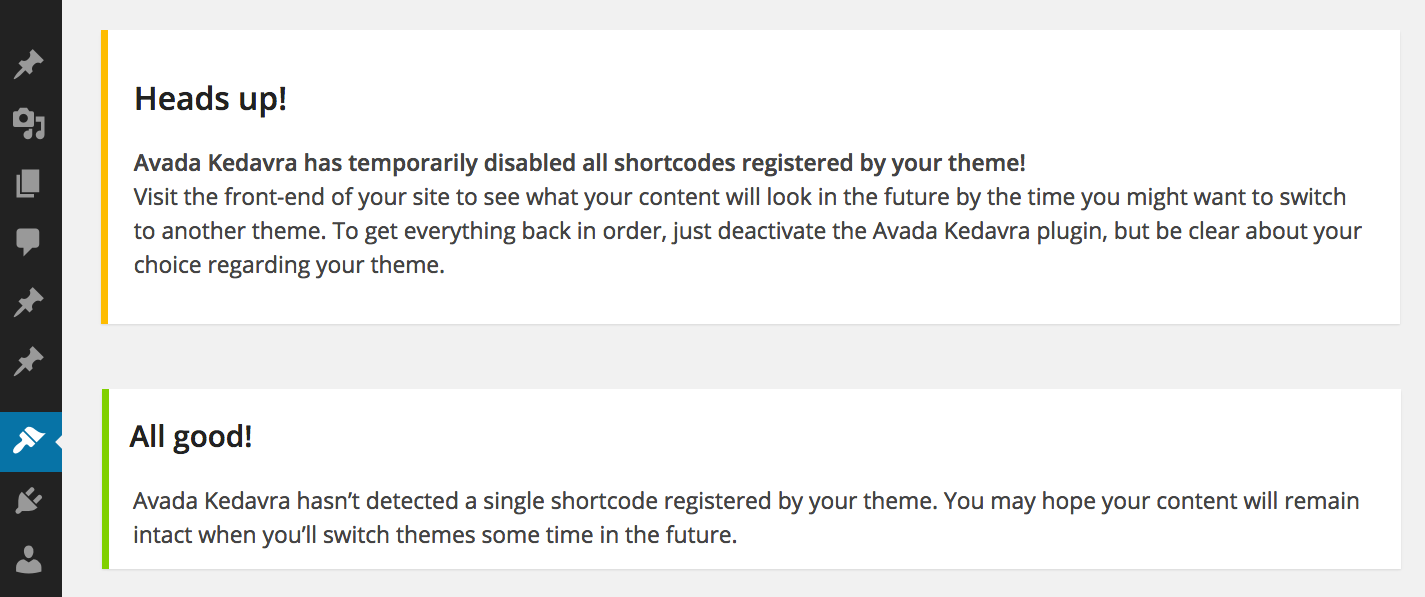 Heads up!
Avada Kedavra has temporarily disabled all shortcodes registered by your theme!
Visit the front-end of your site to see what your content will look in the future by the time you might want to switch
to another theme. To get everything back in order, just deactivate the Avada Kedavra plugin, but be clear about your
choice regarding your theme.
All good!
Avada Kedavra hasn’t detected a single shortcode registered by your theme. You may hope your content will remain
intact when you’ll switch themes some time in the future.